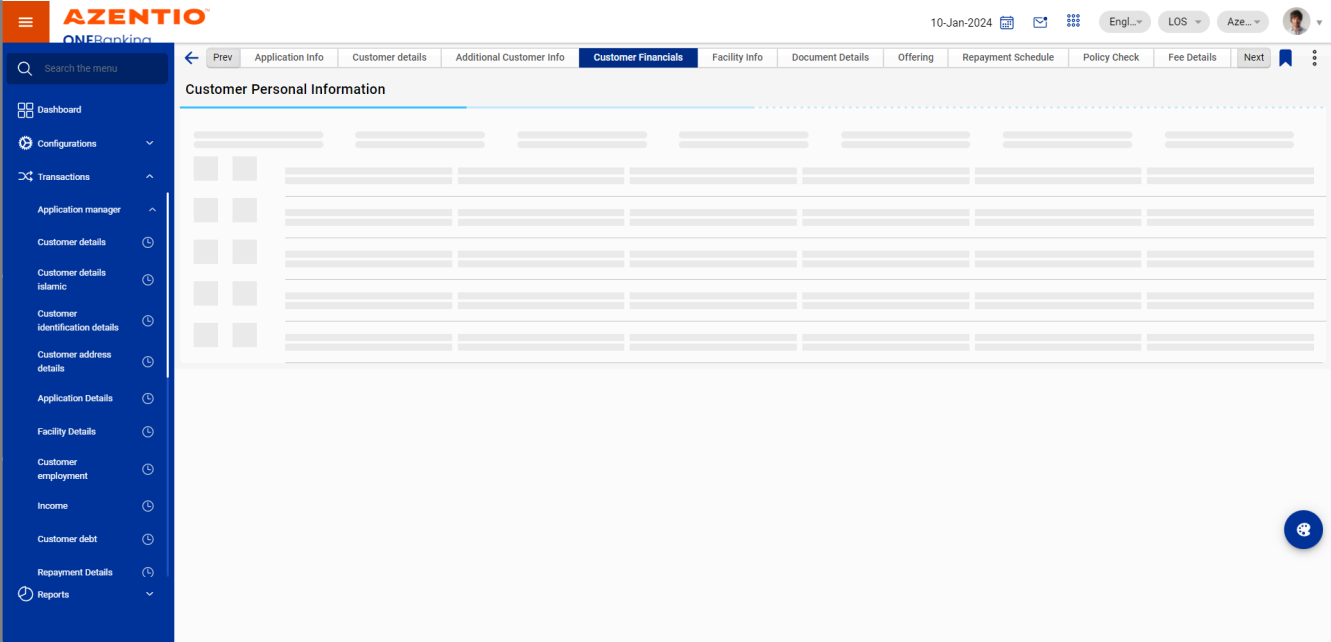 AZENTIO™
ONEBanking
10-Jan-2024
Engl...
LOS
Aze...
Search the menu
Dashboard
Configurations
Transactions
Application manager
Customer details
Customer details
islamic
Customer
identification details
Customer address
details
Application Details
Facility Details
Customer
employment
Income
Customer debt
Repayment Details
Reports
Prev
Application Info
Customer details
Additional Customer Info
Customer Financials
Facility Info
Document Details
Offering
Repayment Schedule
Policy Check
Fee Details
Next
Customer Personal Information